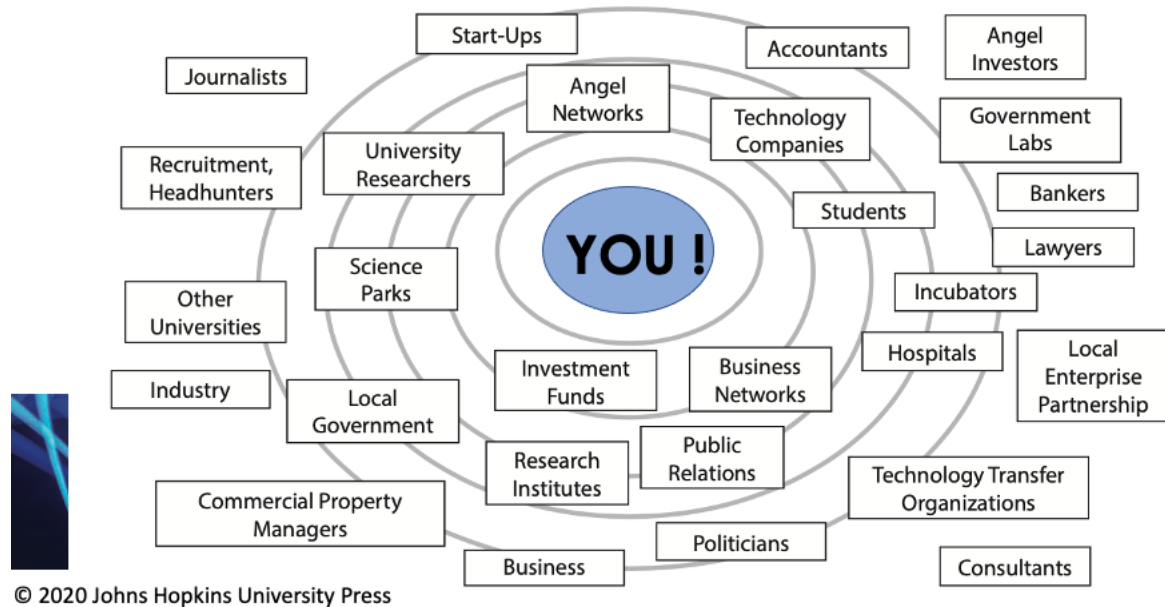 Start-Ups
Accountants
Angel
Investors
Journalists
Angel
Networks
Technology
Companies
Government
Labs
Recruitment,
Headhunters
University
Researchers
Bankers
Students
YOU !
Lawyers
Science
Parks
Incubators
Other
Universities
Hospitals
Local
Enterprise
Partnership
Investment
Funds
Business
Networks
Industry
Local
Government
Public
Relations
Research
Institutes
Technology Transfer
Organizations
Commercial Property
Managers
Politicians
Business
Consultants
© 2020 Johns Hopkins University Press